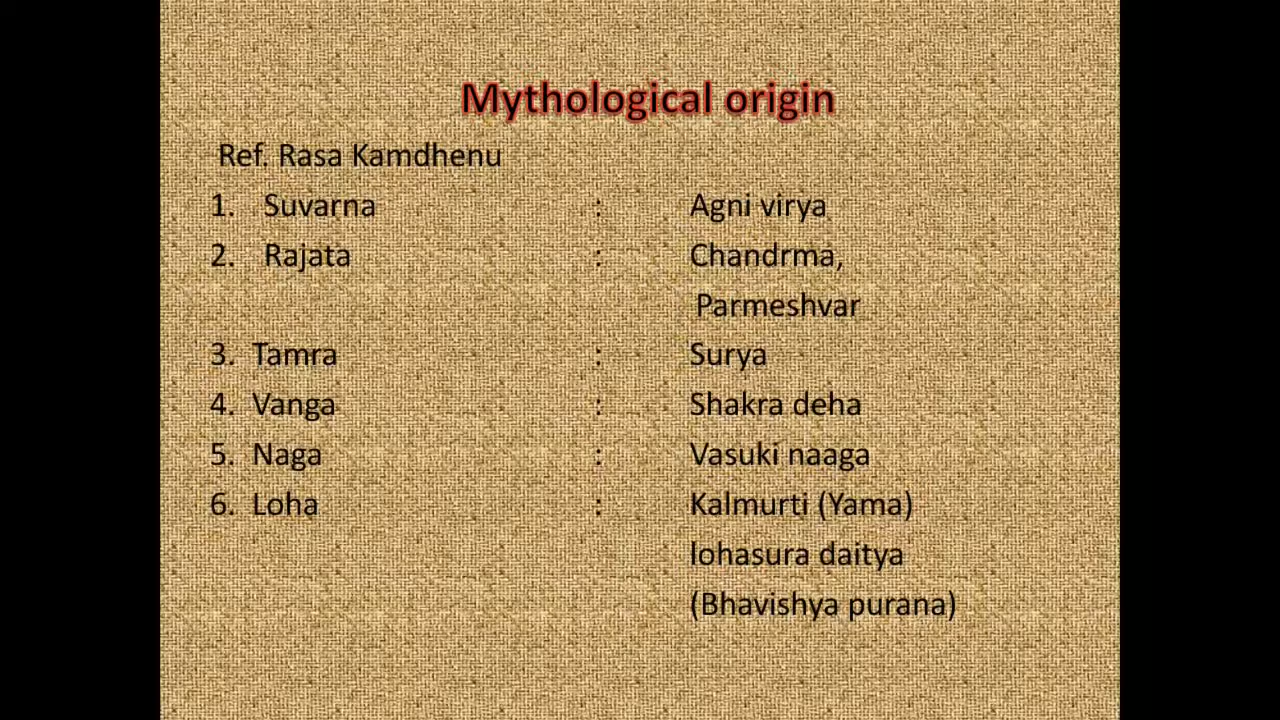 Mythological origin
Ref. Rasa Kamdhenu
1. Suvarna : Agni virya
2. Rajata : Chandrma,
Parmeshvar
3. Tamra : Surya
4. Vanga : Shakra deha
5. Naga : Vasuki naaga
6. Loha : Kalmurti (Yama)
lohasura daitya
(Bhavishya purana)